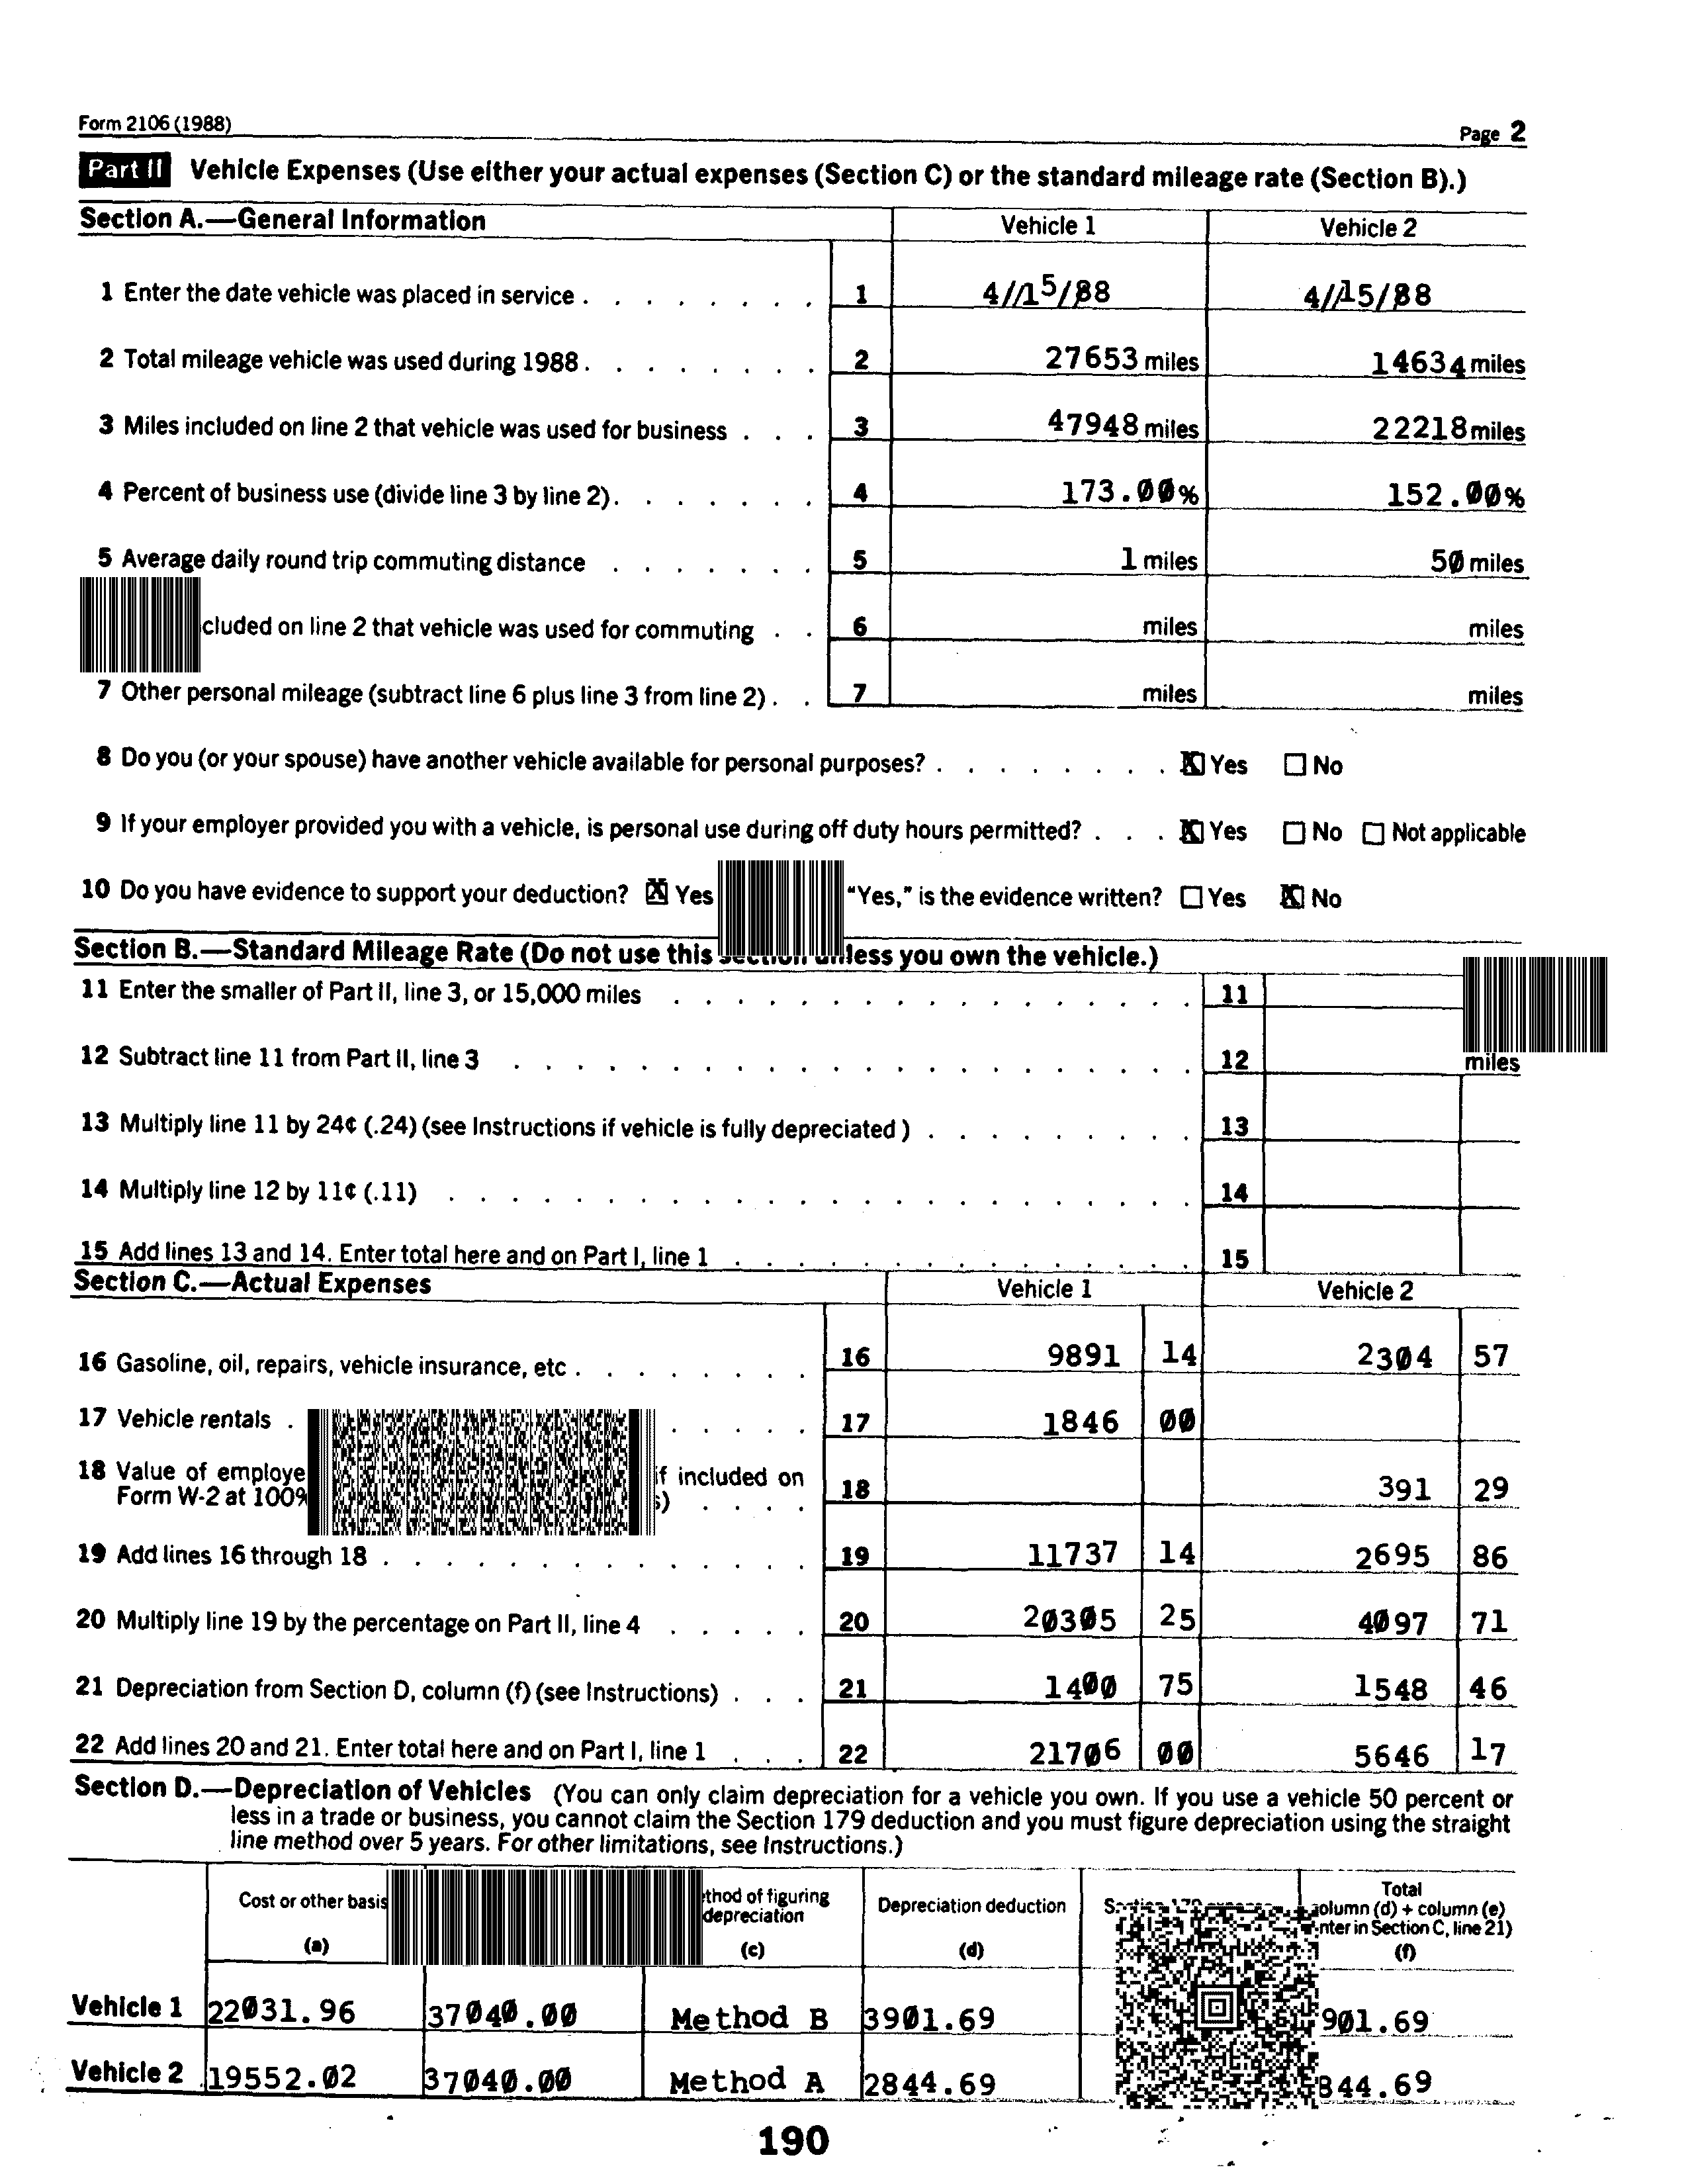 Form 2106 (1988)
Page 2
Part II Vehicle Expenses (Use either your actual expenses (Section C) or the standard mileage rate (Section B).)
Section A.—General Information Vehicle 1 Vehicle 2
1 Enter the date vehicle was placed in service . . . . . . . . 1 4//15/88 4//15/88
2 Total mileage vehicle was used during 1988 . . . . . . . . 2 27653 miles 14634 miles
3 Miles included on line 2 that vehicle was used for business . . . 3 47948 miles 22218 miles
4 Percent of business use (divide line 3 by line 2) . . . . . . . 4 173.00% 152.00%
5 Average daily round trip commuting distance . . . . . . . 5 1 miles 50 miles
cluded on line 2 that vehicle was used for commuting . . 6 miles miles
7 Other personal mileage (subtract line 6 plus line 3 from line 2) . . 7 miles miles
8 Do you (or your spouse) have another vehicle available for personal purposes? . . . . . . . . X Yes No
9 If your employer provided you with a vehicle, is personal use during off duty hours permitted? . . . X Yes No Not applicable
10 Do you have evidence to support your deduction? X Yes "Yes," is the evidence written? Yes X No
Section B.—Standard Mileage Rate (Do not use this section unless you own the vehicle.)
11 Enter the smaller of Part II, line 3, or 15,000 miles . . . . . . . . . . . . . . . . . . . 11
12 Subtract line 11 from Part II, line 3 . . . . . . . . . . . . . . . . . . . . . . 12 miles
13 Multiply line 11 by 24¢ (.24) (see Instructions if vehicle is fully depreciated ) . . . . . . . . . 13
14 Multiply line 12 by 11¢ (.11) . . . . . . . . . . . . . . . . . . . . . . . . 14
15 Add lines 13 and 14. Enter total here and on Part I, line 1 . . . . . . . . . . . . . . . 15
Section C.—Actual Expenses Vehicle 1 Vehicle 2
16 Gasoline, oil, repairs, vehicle insurance, etc . . . . . . . . 16 9891 14 2304 57
17 Vehicle rentals . . . . . . 17 1846 00
18 Value of employe if included on
Form W-2 at 100% s) . . . . 18 391 29
19 Add lines 16 through 18 . . . . . . . . . . . . . . 19 11737 14 2695 86
20 Multiply line 19 by the percentage on Part II, line 4 . . . . . 20 20305 25 4097 71
21 Depreciation from Section D, column (f) (see Instructions) . . . 21 1400 75 1548 46
22 Add lines 20 and 21. Enter total here and on Part I, line 1 . . . 22 21706 00 5646 17
Section D.—Depreciation of Vehicles (You can only claim depreciation for a vehicle you own. If you use a vehicle 50 percent or
less in a trade or business, you cannot claim the Section 179 deduction and you must figure depreciation using the straight
line method over 5 years. For other limitations, see Instructions.)
Cost or other basis (a)
thod of figuring depreciation (c)
Depreciation deduction (d)
Total
column (d) + column (e)
nter in Section C, line 21)
(f)
Vehicle 1 22031.96 37040.00 Method B 3901.69 901.69
Vehicle 2 19552.02 37040.00 Method A 2844.69 844.69
190